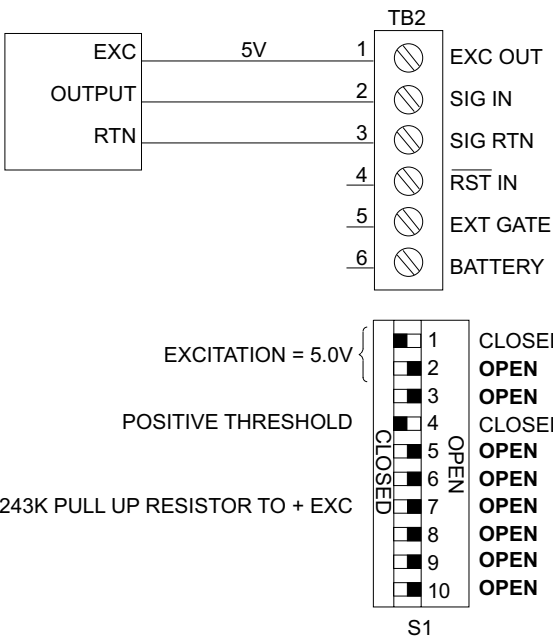 TB2
EXC 5V 1 EXC OUT
OUTPUT 2 SIG IN
RTN 3 SIG RTN
4 RST IN
5 EXT GATE
6 BATTERY
EXCITATION = 5.0V
1 CLOSE
2 OPEN
3 OPEN
POSITIVE THRESHOLD 4 CLOSE
5 OPEN
6 OPEN
243K PULL UP RESISTOR TO + EXC 7 OPEN
8 OPEN
9 OPEN
10 OPEN
CLOSED
OPEN
S1